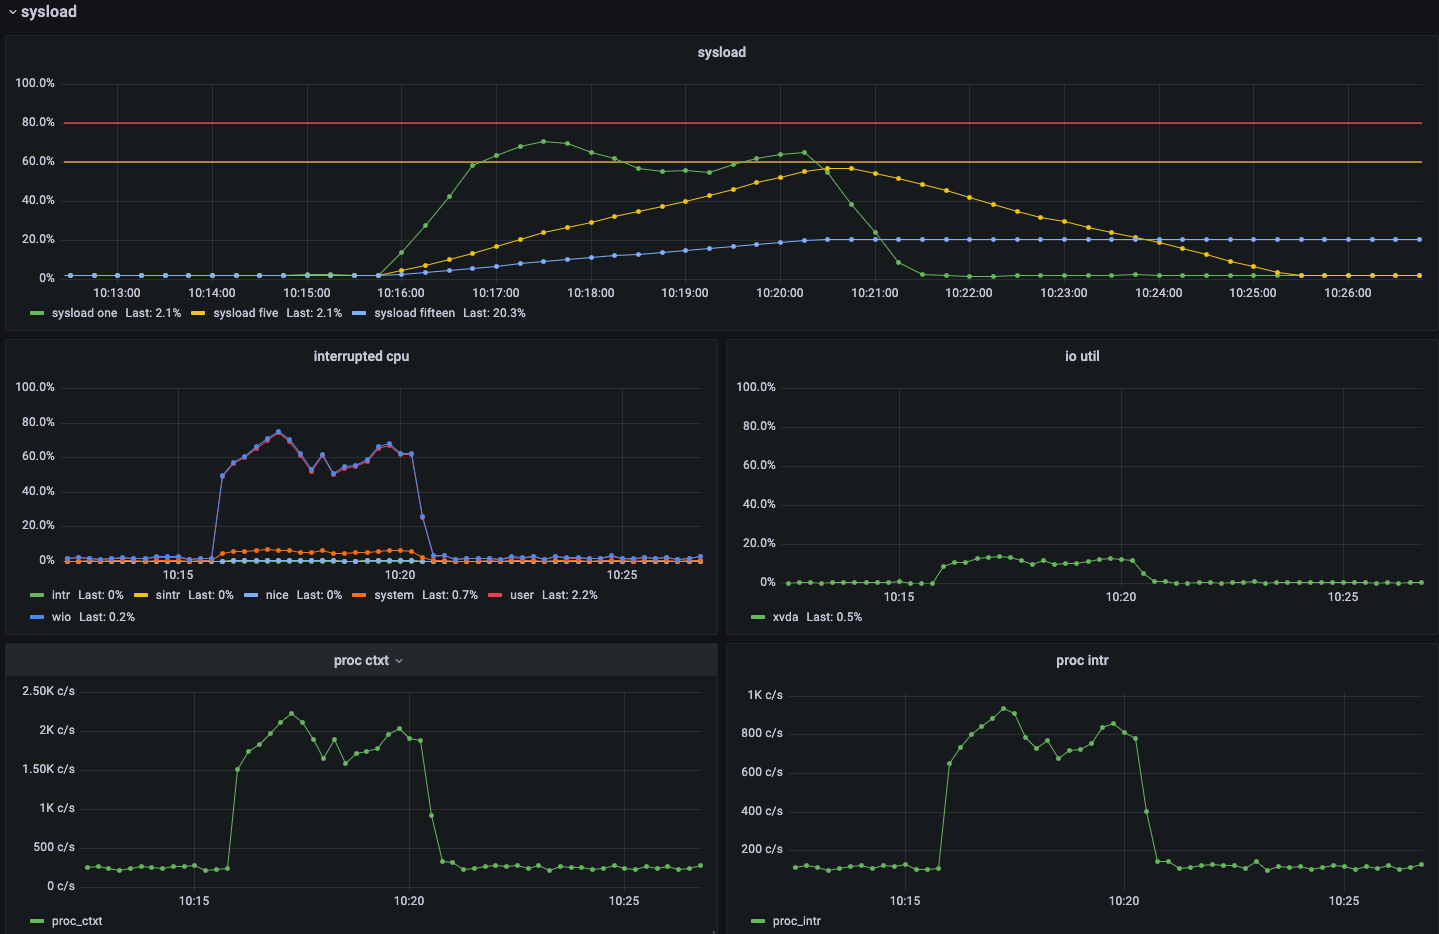 sysload
sysload
100.0%
80.0%
60.0%
40.0%
20.0%
0%
10:13:00 10:14:00 10:15:00 10:16:00 10:17:00 10:18:00 10:19:00 10:20:00 10:21:00 10:22:00 10:23:00 10:24:00 10:25:00 10:26:00
sysload one Last: 2.1% sysload five Last: 2.1% sysload fifteen Last: 20.3%
interrupted cpu
100.0%
80.0%
60.0%
40.0%
20.0%
0%
10:15 10:20 10:25
intr Last: 0% sintr Last: 0% nice Last: 0% system Last: 0.7% user Last: 2.2%
wio Last: 0.2%
io util
100.0%
80.0%
60.0%
40.0%
20.0%
0%
10:15 10:20 10:25
xvda Last: 0.5%
proc ctxt
2.50K c/s
2K c/s
1.50K c/s
1K c/s
500 c/s
0 c/s
10:15 10:20 10:25
proc_ctxt
proc intr
1K c/s
800 c/s
600 c/s
400 c/s
200 c/s
10:15 10:20 10:25
proc_intr